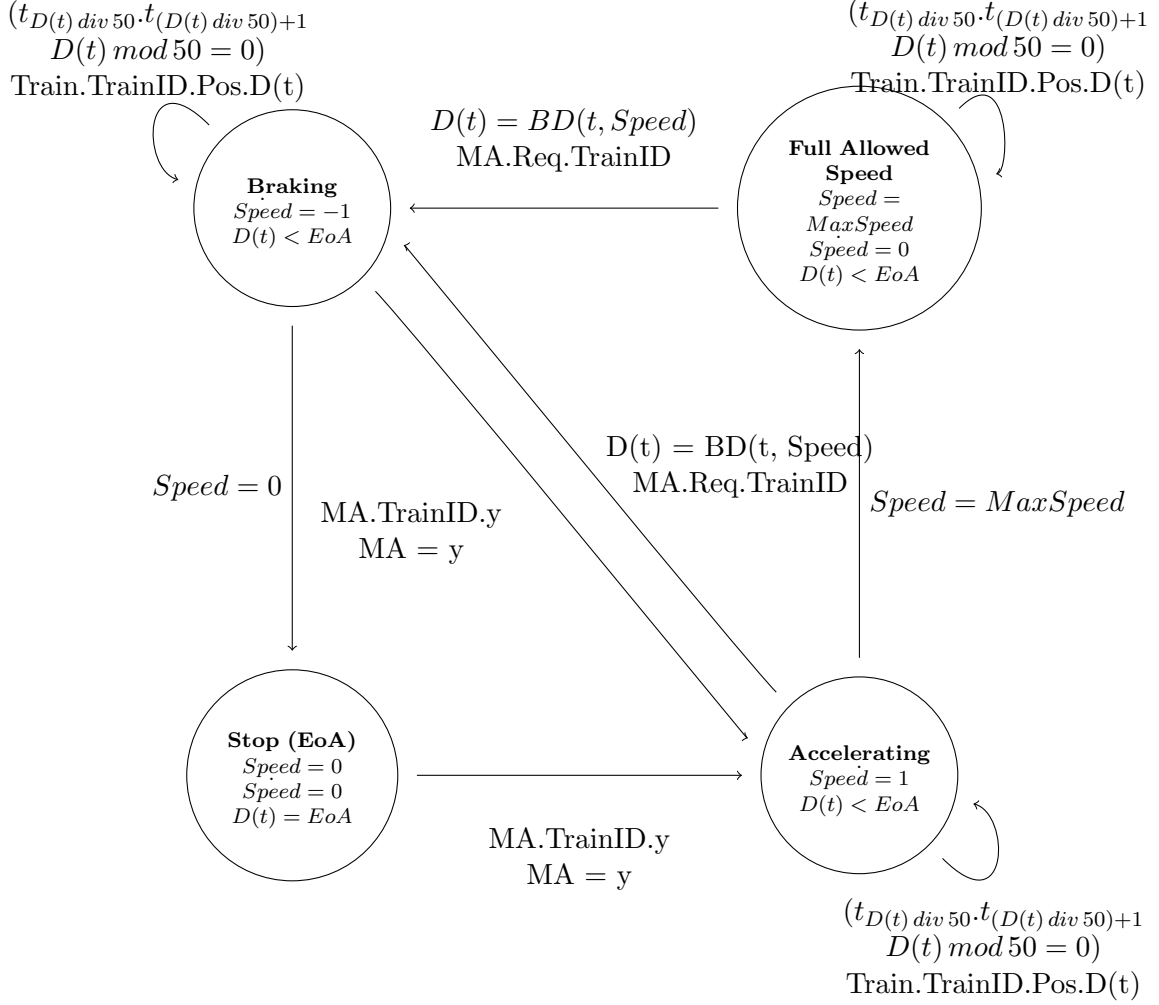 (t_{D(t) div 50}.t_{(D(t) div 50)+1}
D(t) mod 50 = 0)
Train.TrainID.Pos.D(t)
(t_{D(t) div 50}.t_{(D(t) div 50)+1}
D(t) mod 50 = 0)
Train.TrainID.Pos.D(t)
D(t) = BD(t, Speed)
MA.Req.TrainID
Braking
Spėed = −1
D(t) < EoA
Full Allowed
Speed
Speed =
MaxSpeed
Spėed = 0
D(t) < EoA
D(t) = BD(t, Speed)
MA.Req.TrainID
Speed = 0
Speed = MaxSpeed
MA.TrainID.y
MA = y
Stop (EoA)
Speed = 0
Spėed = 0
D(t) = EoA
Accelerating
Spėed = 1
D(t) < EoA
MA.TrainID.y
MA = y
(t_{D(t) div 50}.t_{(D(t) div 50)+1}
D(t) mod 50 = 0)
Train.TrainID.Pos.D(t)